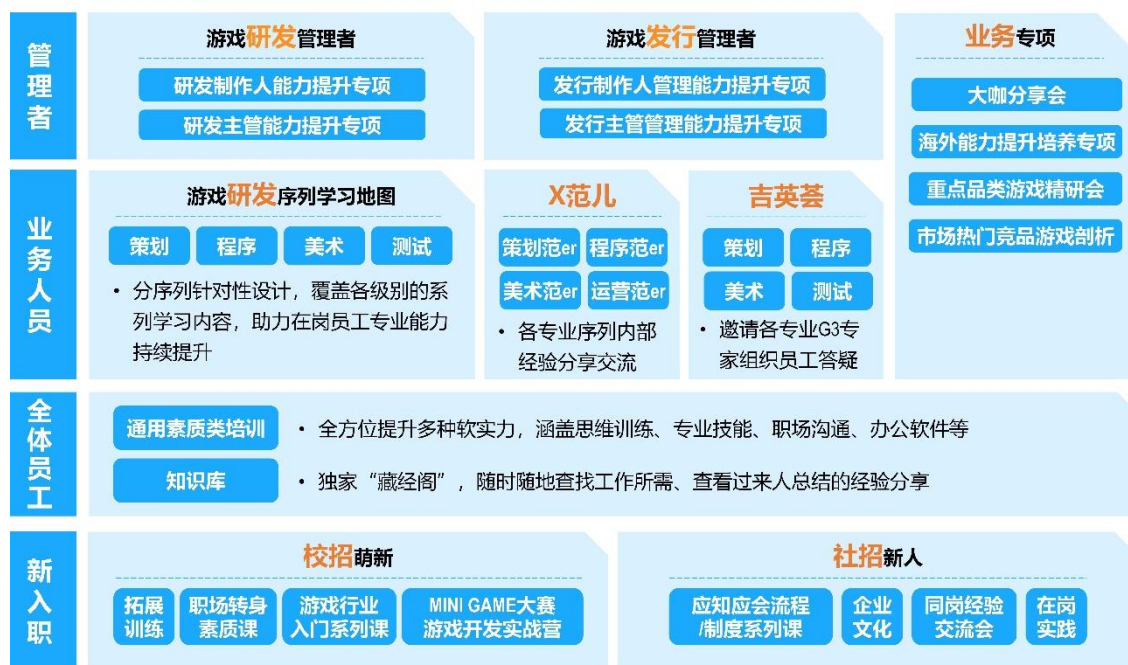 管理者
游戏研发管理者
研发制作人能力提升专项
研发主管能力提升专项
游戏发行管理者
发行制作人管理能力提升专项
发行主管管理能力提升专项
业务专项
大咖分享会
海外能力提升培养专项
重点品类游戏精研会
市场热门竞品游戏剖析
业务人员
游戏研发序列学习地图
策划
程序
美术
测试
• 分序列针对性设计，覆盖各级别的系
列学习内容，助力在岗员工专业能力
持续提升
X范儿
策划范er
程序范er
美术范er
运营范er
• 各专业序列内部
经验分享交流
吉英荟
策划
程序
美术
测试
• 邀请各专业G3专
家组织员工答疑
全体员工
通用素质类培训
• 全方位提升多种软实力，涵盖思维训练、专业技能、职场沟通、办公软件等
知识库
• 独家“藏经阁”，随时随地查找工作所需、查看过来人总结的经验分享
新入职
校招萌新
拓展
训练
职场转身
素质课
游戏行业
入门系列课
MINI GAME大赛
游戏开发实战营
社招新人
应知应会流程
/制度系列课
企业
文化
同岗经验
交流会
在岗
实践